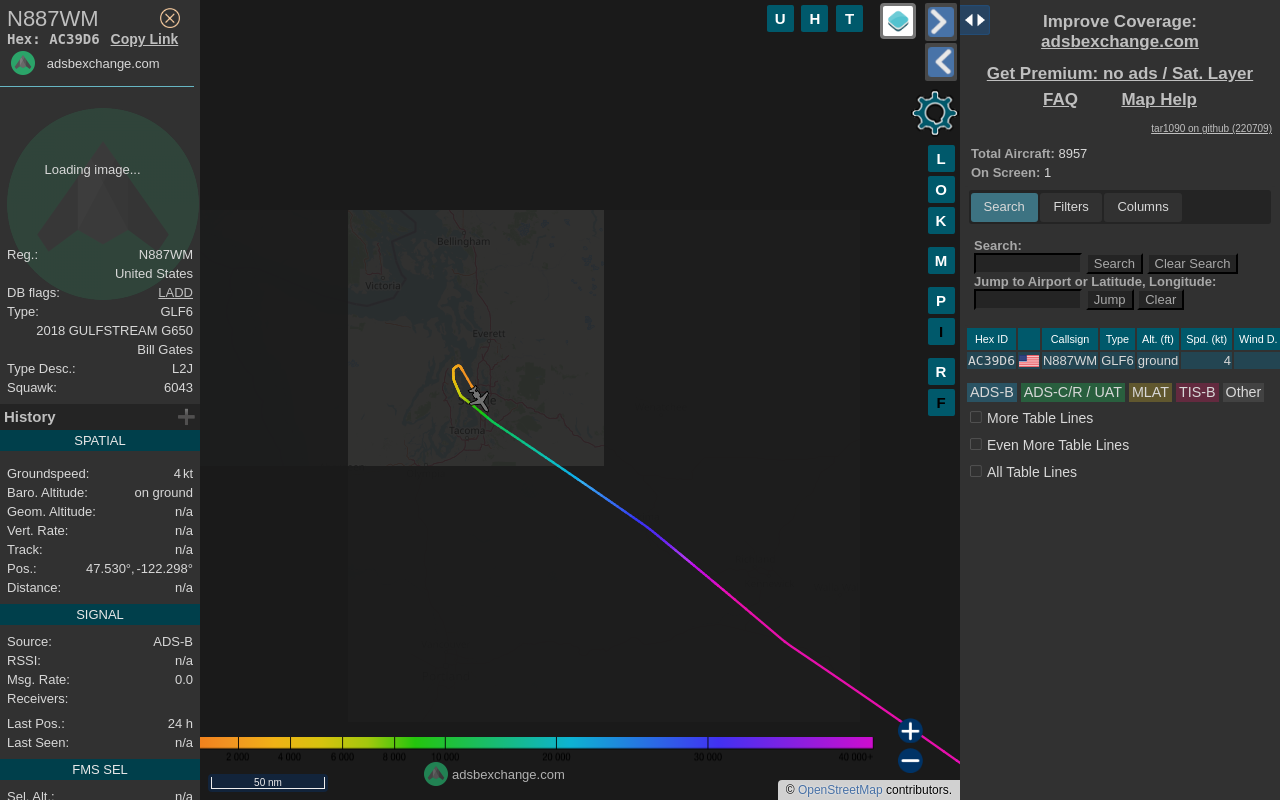 N887WM
Hex: AC39D6 Copy Link
adsbexchange.com
Loading image...
Reg.: N887WM
United States
DB flags: LADD
Type: GLF6
2018 GULFSTREAM G650
Bill Gates
Type Desc.: L2J
Squawk: 6043
History
SPATIAL
Groundspeed: 4 kt
Baro. Altitude: on ground
Geom. Altitude: n/a
Vert. Rate: n/a
Track: n/a
Pos.: 47.530°, -122.298°
Distance: n/a
SIGNAL
Source: ADS-B
RSSI: n/a
Msg. Rate: 0.0
Receivers:
Last Pos.: 24 h
Last Seen: n/a
FMS SEL
Sel. Alt.: n/a
U H T
L
O
K
M
P
I
R
F
Bellingham
Victoria
Everett
Tacoma
2 000 4 000 6 000 8 000 10 000 20 000 30 000 40 000+
50 nm
adsbexchange.com
© OpenStreetMap contributors.
Improve Coverage:
adsbexchange.com
Get Premium: no ads / Sat. Layer
FAQ Map Help
tar1090 on github (220709)
Total Aircraft: 8957
On Screen: 1
Search Filters Columns
Search:
Search Clear Search
Jump to Airport or Latitude, Longitude:
Jump Clear
Hex ID Callsign Type Alt. (ft) Spd. (kt) Wind D.
AC39D6 N887WM GLF6 ground 4
ADS-B ADS-C/R / UAT MLAT TIS-B Other
More Table Lines
Even More Table Lines
All Table Lines